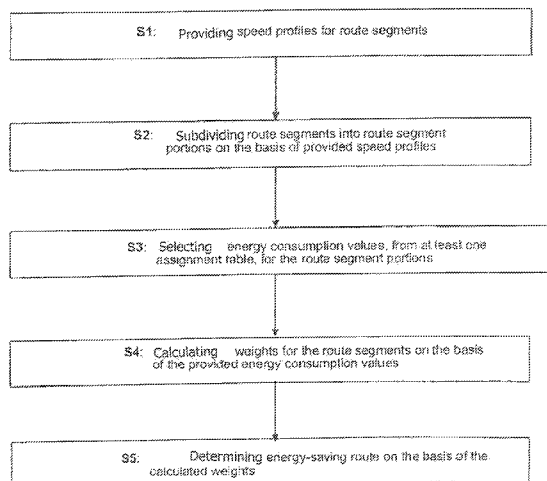 S1: Providing speed profiles for route segments
S2: Subdividing route segments into route segment
portions on the basis of provided speed profiles
S3: Selecting energy consumption values, from at least one
assignment table, for the route segment portions
S4: Calculating weights for the route segments on the basis
of the provided energy consumption values
S5: Determining energy-saving route on the basis of the
calculated weights